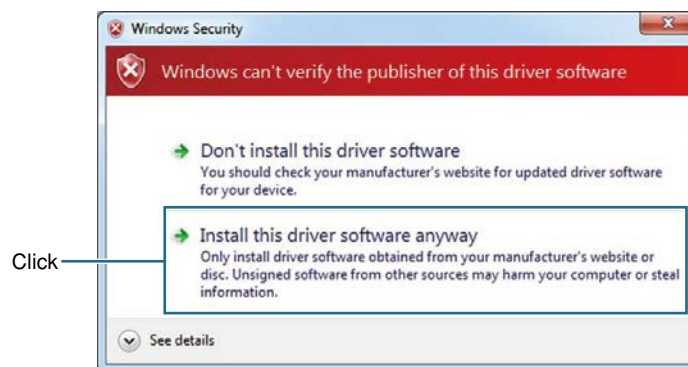 Windows Security
Windows can't verify the publisher of this driver software
Don't install this driver software
You should check your manufacturer's website for updated driver software
for your device.
Click
Install this driver software anyway
Only install driver software obtained from your manufacturer's website or
disc. Unsigned software from other sources may harm your computer or steal
information.
See details